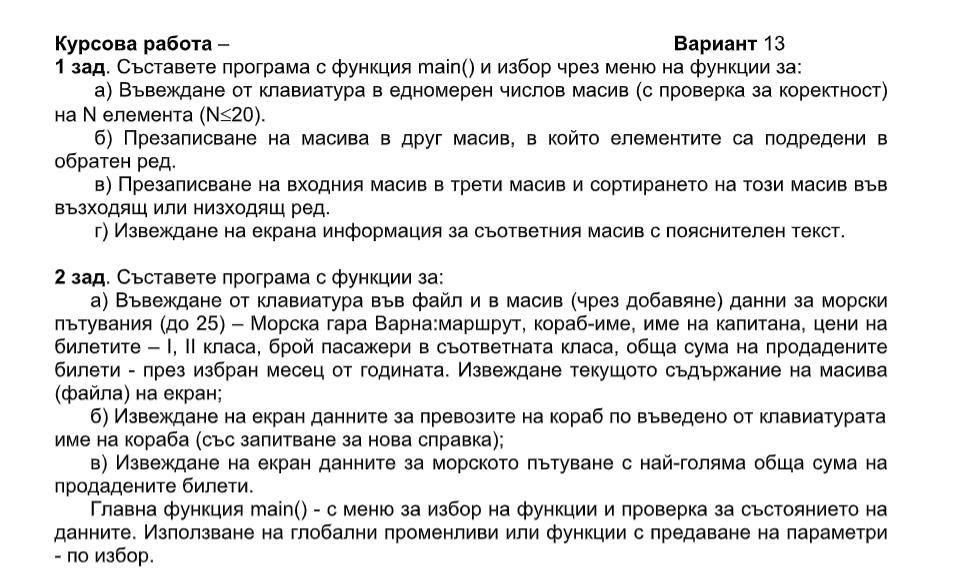 Курсова работа – Вариант 13
1 зад. Съставете програма с функция main() и избор чрез меню на функции за:
а) Въвеждане от клавиатура в едномерен числов масив (с проверка за коректност)
на N елемента (N≤20).
б) Презаписване на масива в друг масив, в който елементите са подредени в
обратен ред.
в) Презаписване на входния масив в трети масив и сортирането на този масив във
възходящ или низходящ ред.
г) Извеждане на екрана информация за съответния масив с пояснителен текст.
2 зад. Съставете програма с функции за:
а) Въвеждане от клавиатура във файл и в масив (чрез добавяне) данни за морски
пътувания (до 25) – Морска гара Варна:маршрут, кораб-име, име на капитана, цени на
билетите – I, II класа, брой пасажери в съответната класа, обща сума на продадените
билети - през избран месец от годината. Извеждане текущото съдържание на масива
(файла) на екран;
б) Извеждане на екран данните за превозите на кораб по въведено от клавиатурата
име на кораба (със запитване за нова справка);
в) Извеждане на екран данните за морското пътуване с най-голяма обща сума на
продадените билети.
Главна функция main() - с меню за избор на функции и проверка за състоянието на
данните. Използване на глобални променливи или функции с предаване на параметри
- по избор.